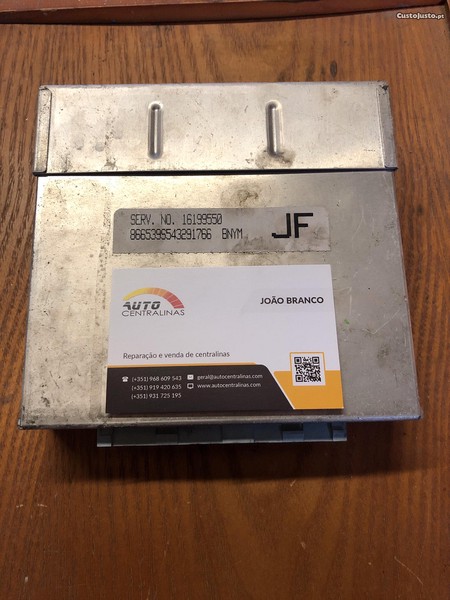 CustoJusto.pt
SERV. NO. 16199550
8665396543291766 BNYM
JF
AUTO
CENTRALINAS
JOÃO BRANCO
Reparação e venda de centralinas
(+351) 968 609 543
(+351) 919 420 635
(+351) 931 725 195
geral@autocentralinas.com
www.autocentralinas.com